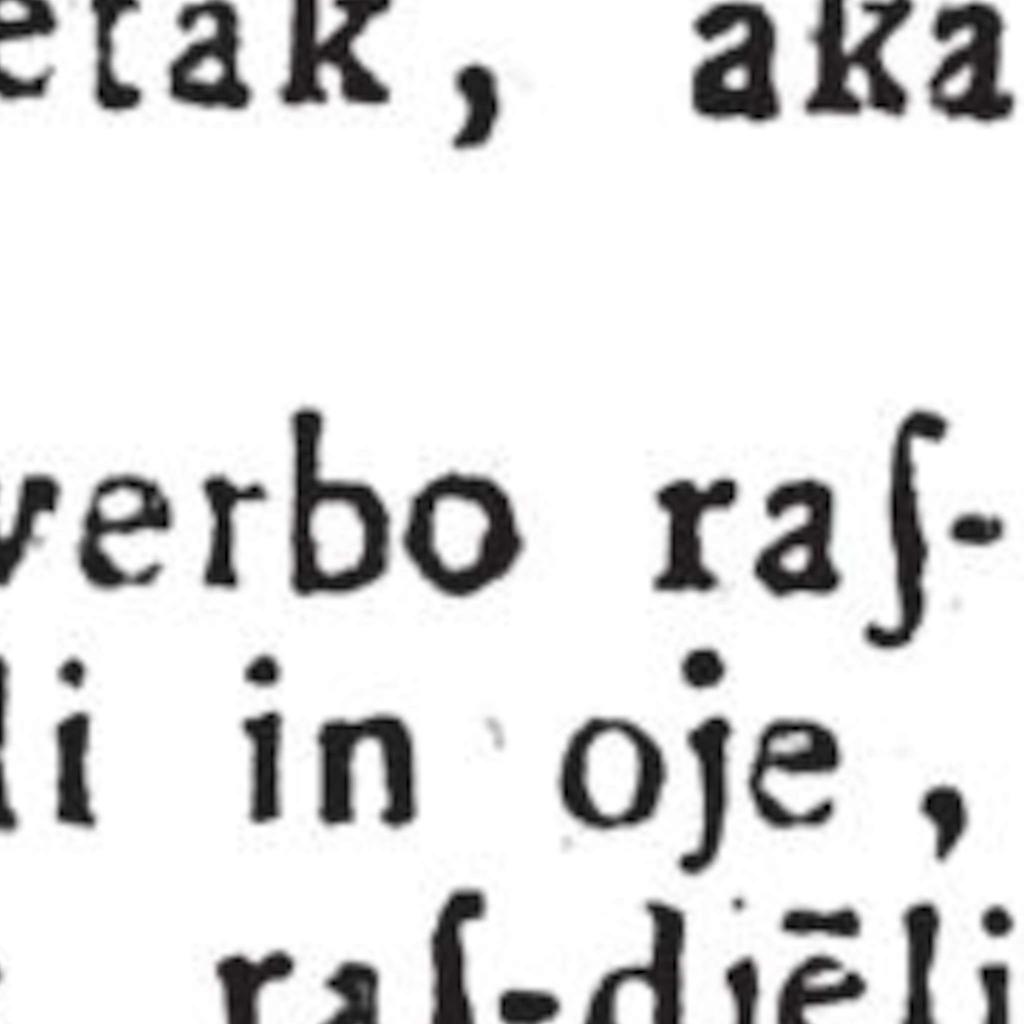 etak, aka
verbo raſ-
li in oje,
raſ-djēli